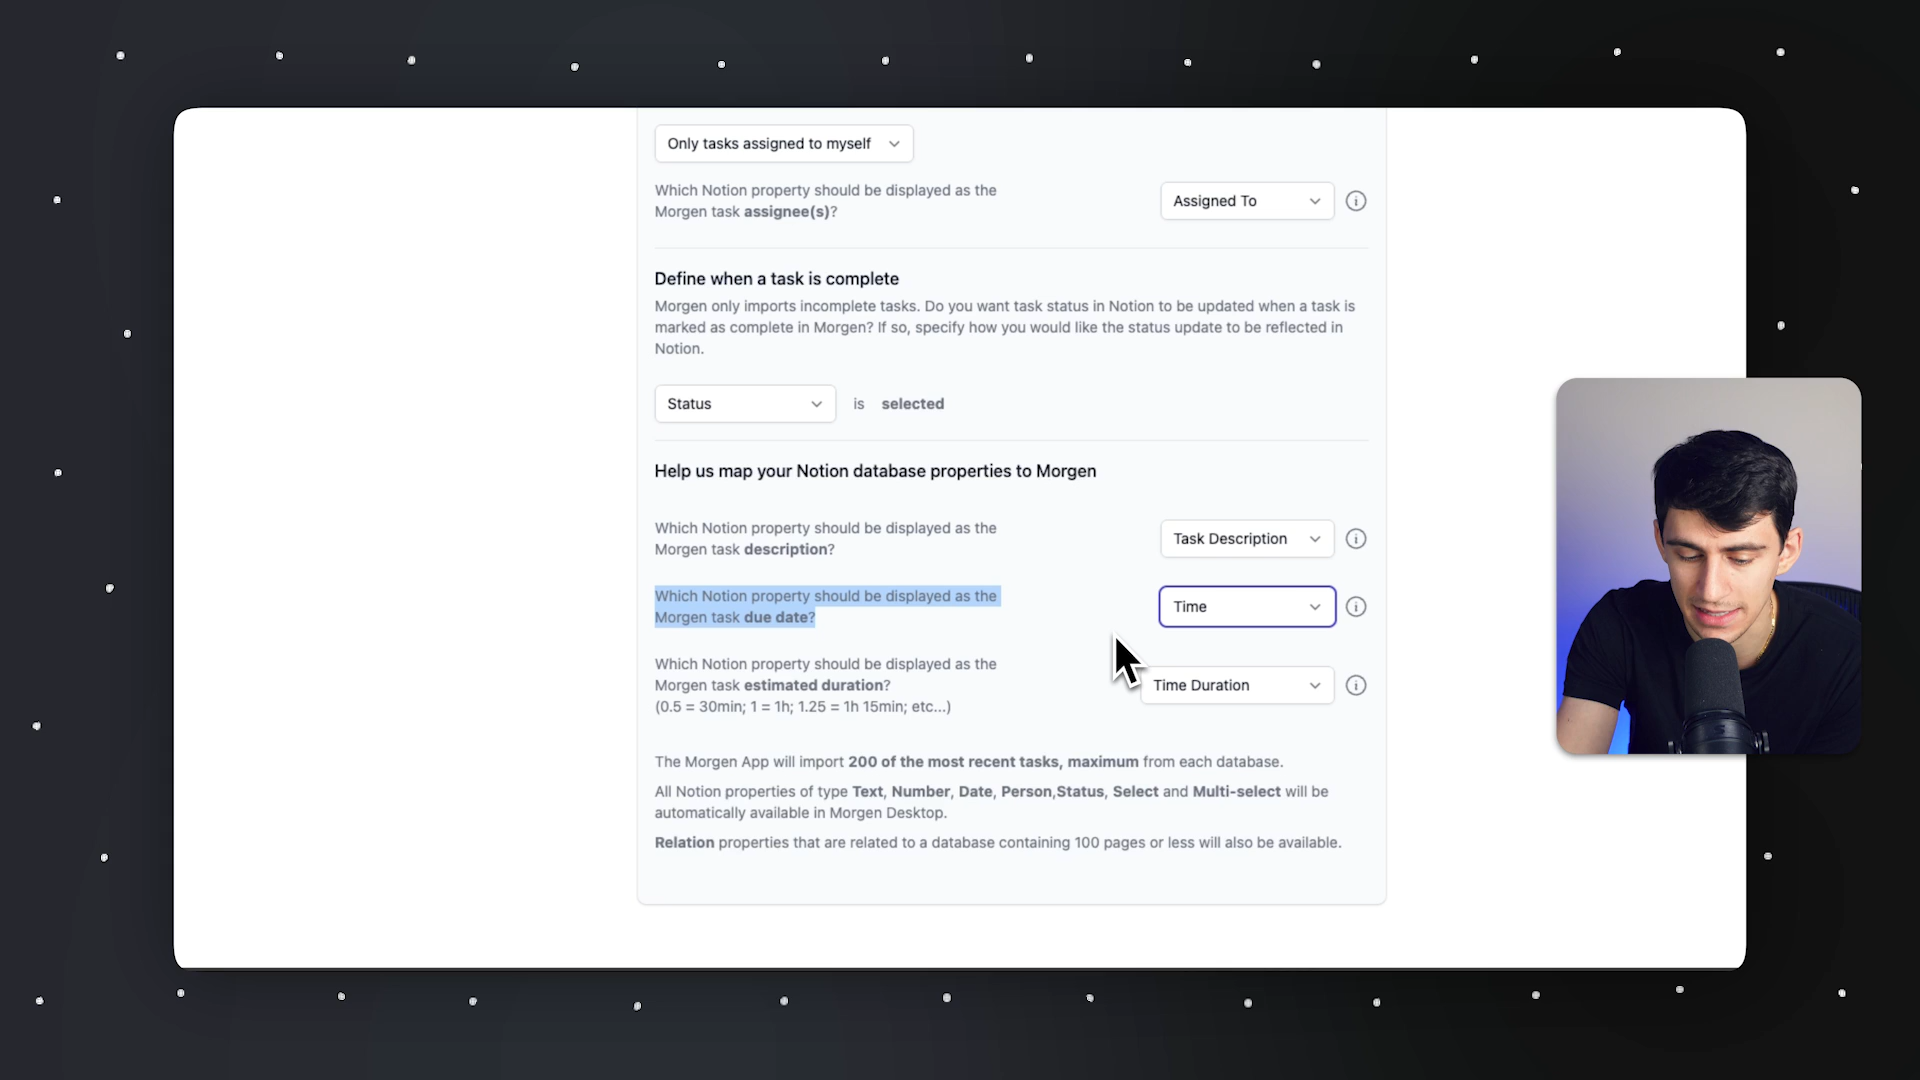 Only tasks assigned to myself
Which Notion property should be displayed as the
Morgen task assignee(s)?
Assigned To
Define when a task is complete
Morgen only imports incomplete tasks. Do you want task status in Notion to be updated when a task is
marked as complete in Morgen? If so, specify how you would like the status update to be reflected in
Notion.
Status is selected
Help us map your Notion database properties to Morgen
Which Notion property should be displayed as the
Morgen task description?
Task Description
Which Notion property should be displayed as the
Morgen task due date?
Time
Which Notion property should be displayed as the
Morgen task estimated duration?
(0.5 = 30min; 1 = 1h; 1.25 = 1h 15min; etc...)
Time Duration
The Morgen App will import 200 of the most recent tasks, maximum from each database.
All Notion properties of type Text, Number, Date, Person,Status, Select and Multi-select will be
automatically available in Morgen Desktop.
Relation properties that are related to a database containing 100 pages or less will also be available.